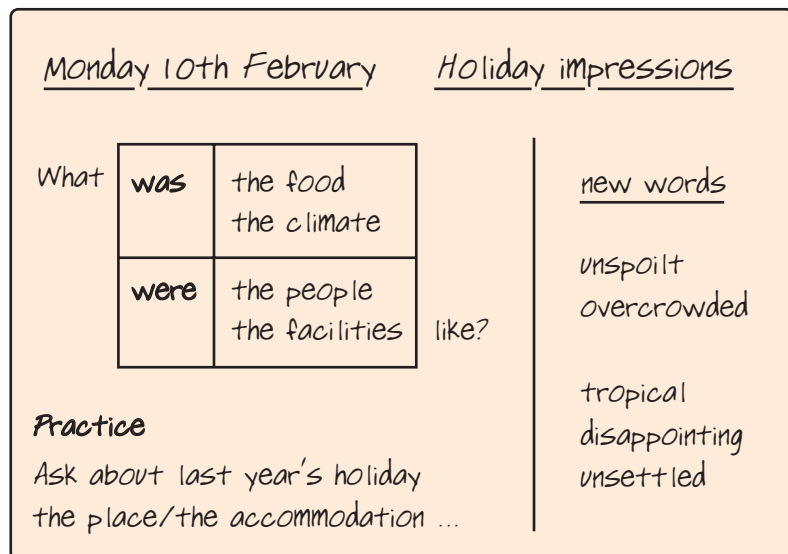 Monday 10th February Holiday impressions
What was the food
the climate
were the people
the facilities like?
Practice
Ask about last year's holiday
the place/the accommodation ...
new words
unspoilt
overcrowded
tropical
disappointing
unsettled